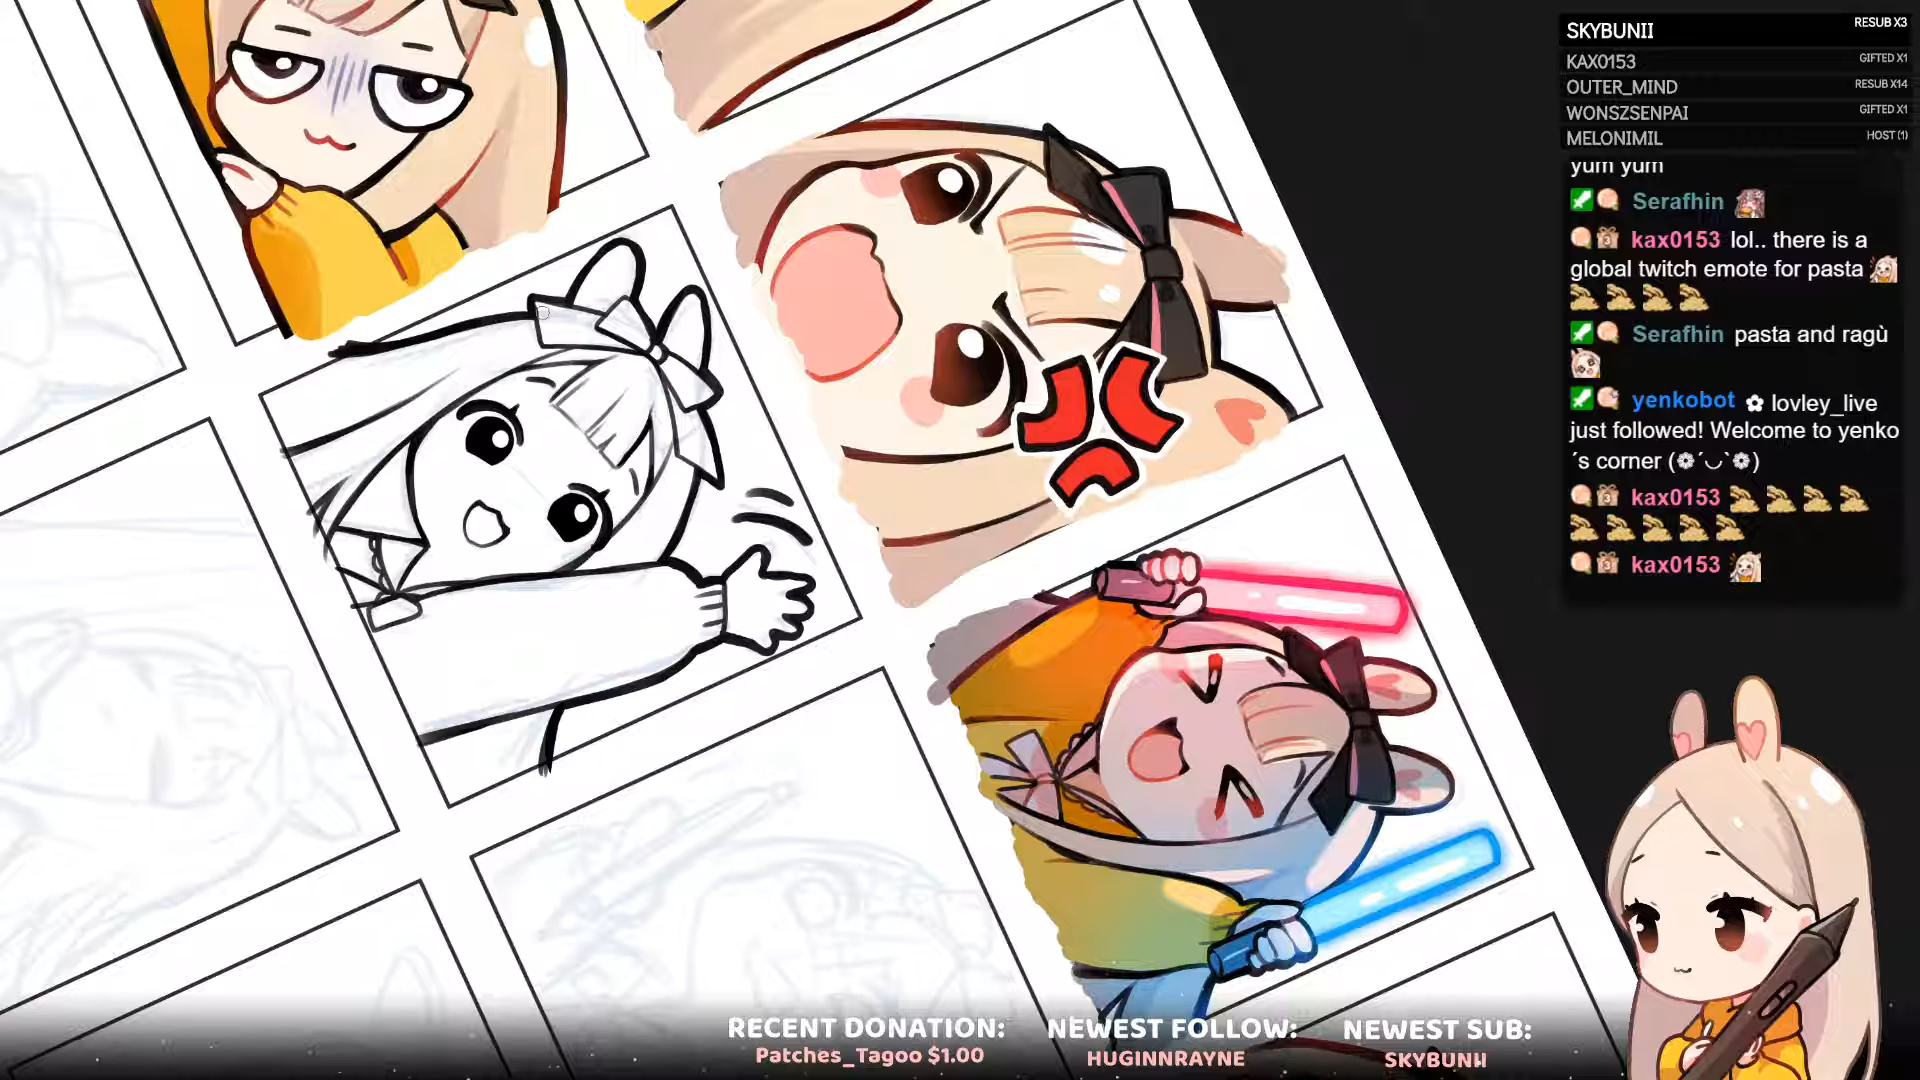 SKYBUNII RESUB X3
KAX0153 GIFTED X1
OUTER_MIND RESUB X14
WONSZSENPAI GIFTED X1
MELONIMIL HOST (1)
yum yum
Serafhin
kax0153 lol.. there is a
global twitch emote for pasta
Serafhin pasta and ragù
yenkobot ✿ lovley_live
just followed! Welcome to yenko
´s corner (❁´◡`❁)
kax0153
kax0153
RECENT DONATION: NEWEST FOLLOW: NEWEST SUB:
Patches_Tagoo $1.00 HUGINNRAYNE SKYBUNII